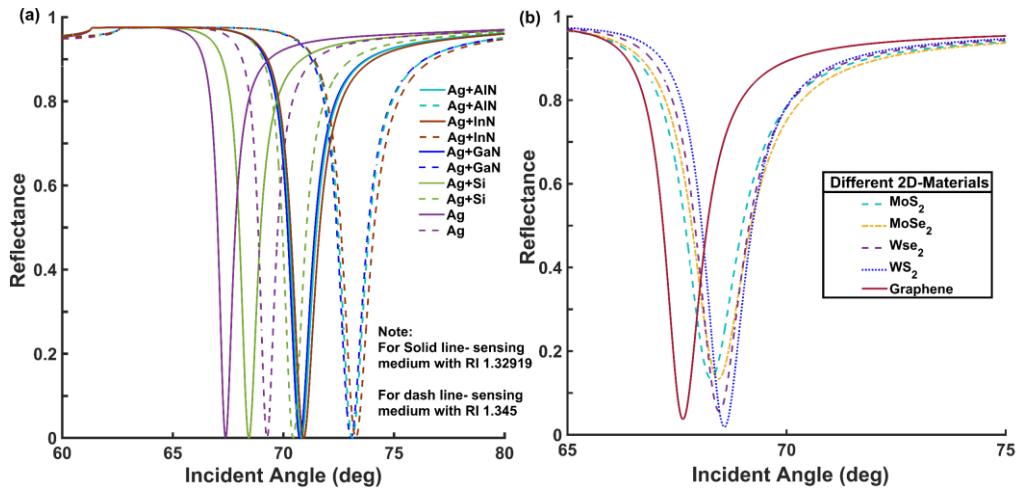 (a)
1
0.8
0.6
0.4
0.2
0
Reflectance
60
65
70
75
80
Incident Angle (deg)
Ag+AlN
Ag+AlN
Ag+InN
Ag+InN
Ag+GaN
Ag+GaN
Ag+Si
Ag+Si
Ag
Ag
Note:
For Solid line- sensing
medium with RI 1.32919
For dash line- sensing
medium with RI 1.345
(b)
1
0.8
0.6
0.4
0.2
0
Reflectance
65
70
75
Incident Angle (deg)
Different 2D-Materials
MoS2
MoSe2
Wse2
WS2
Graphene